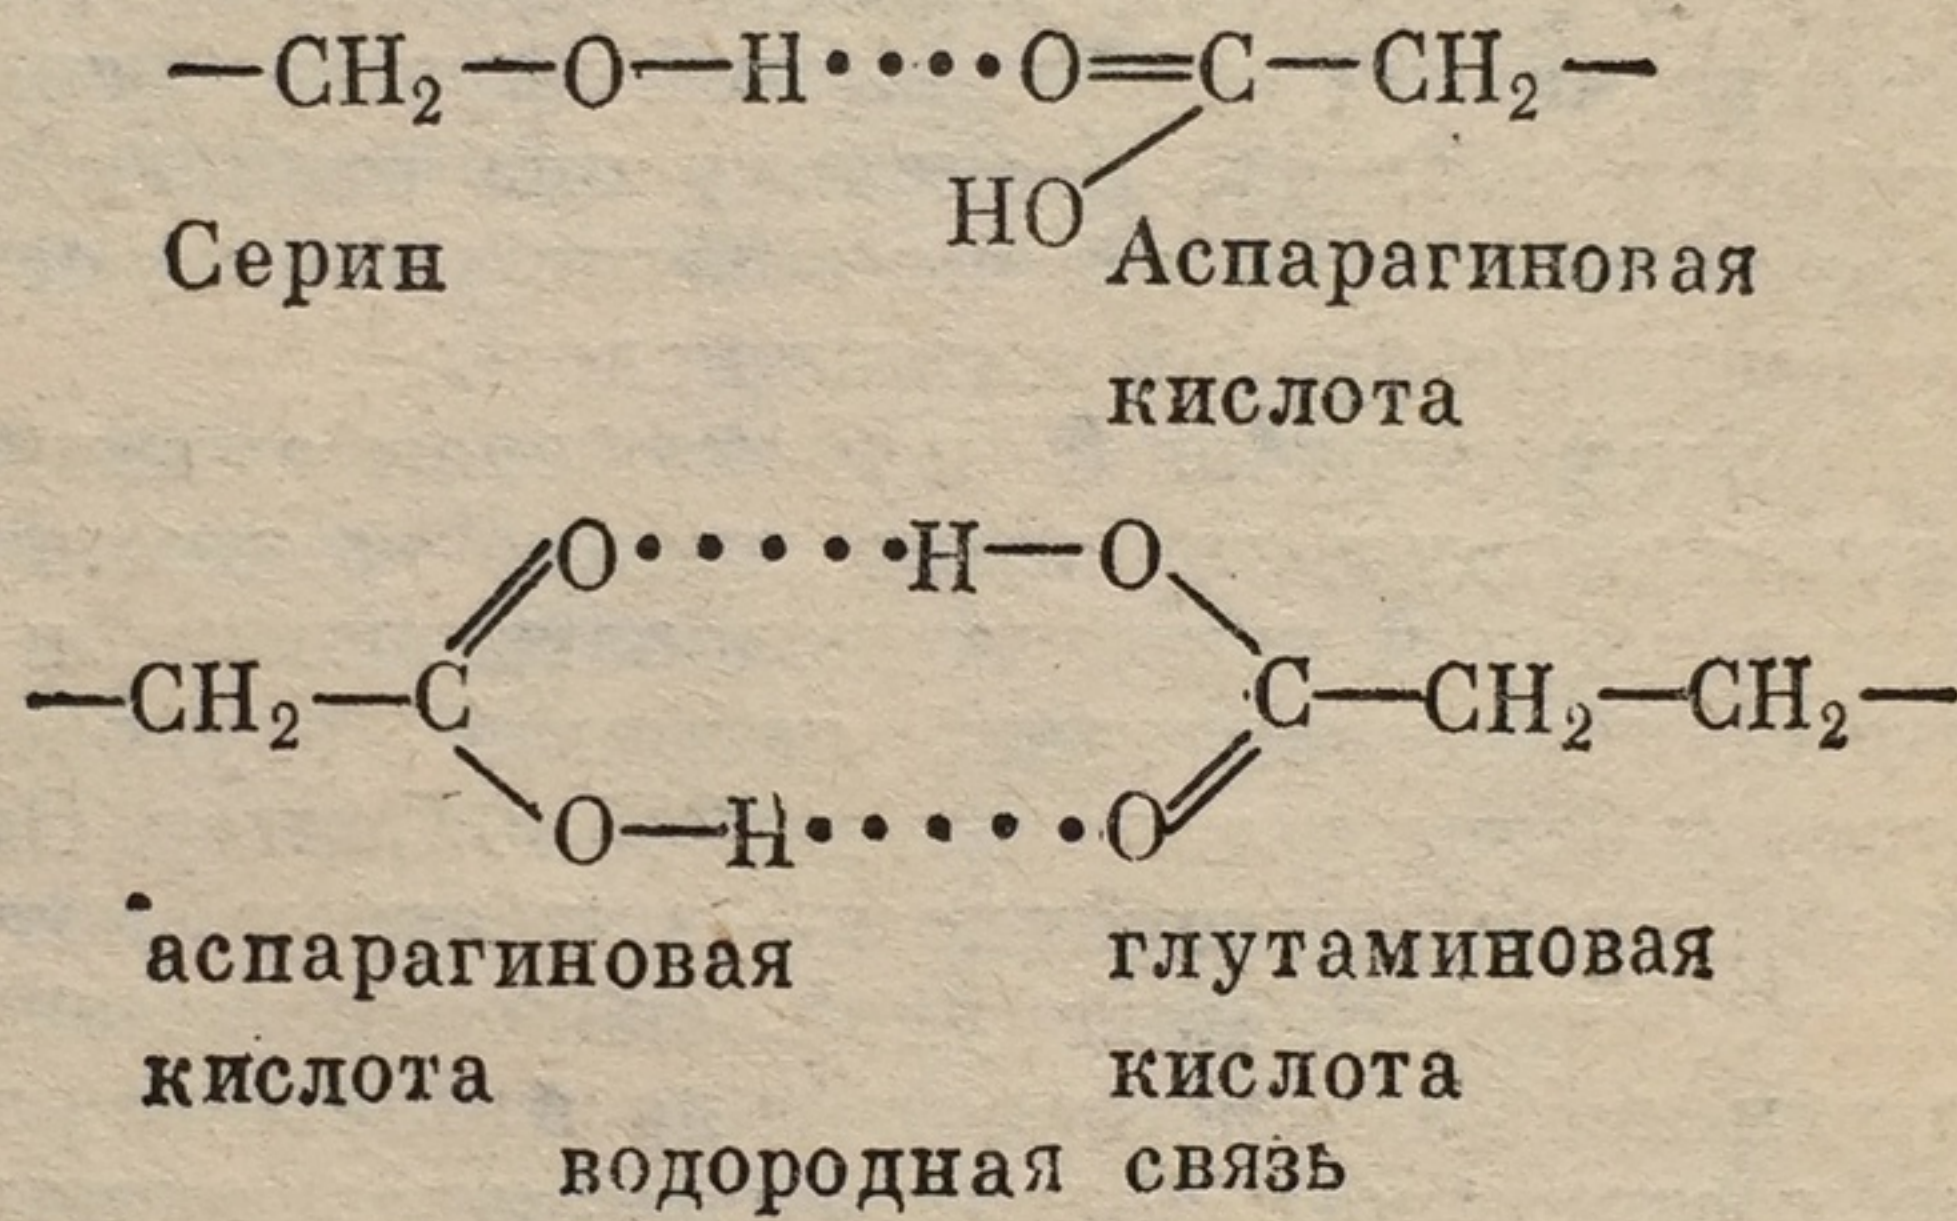 —CH₂—O—H····O=C—CH₂—
HO
Серин
Аспарагиновая
кислота
O·····H—O
—CH₂—C
C—CH₂—CH₂—
O—H·····O
аспарагиновая
глутаминовая
кислота
кислота
водородная связь